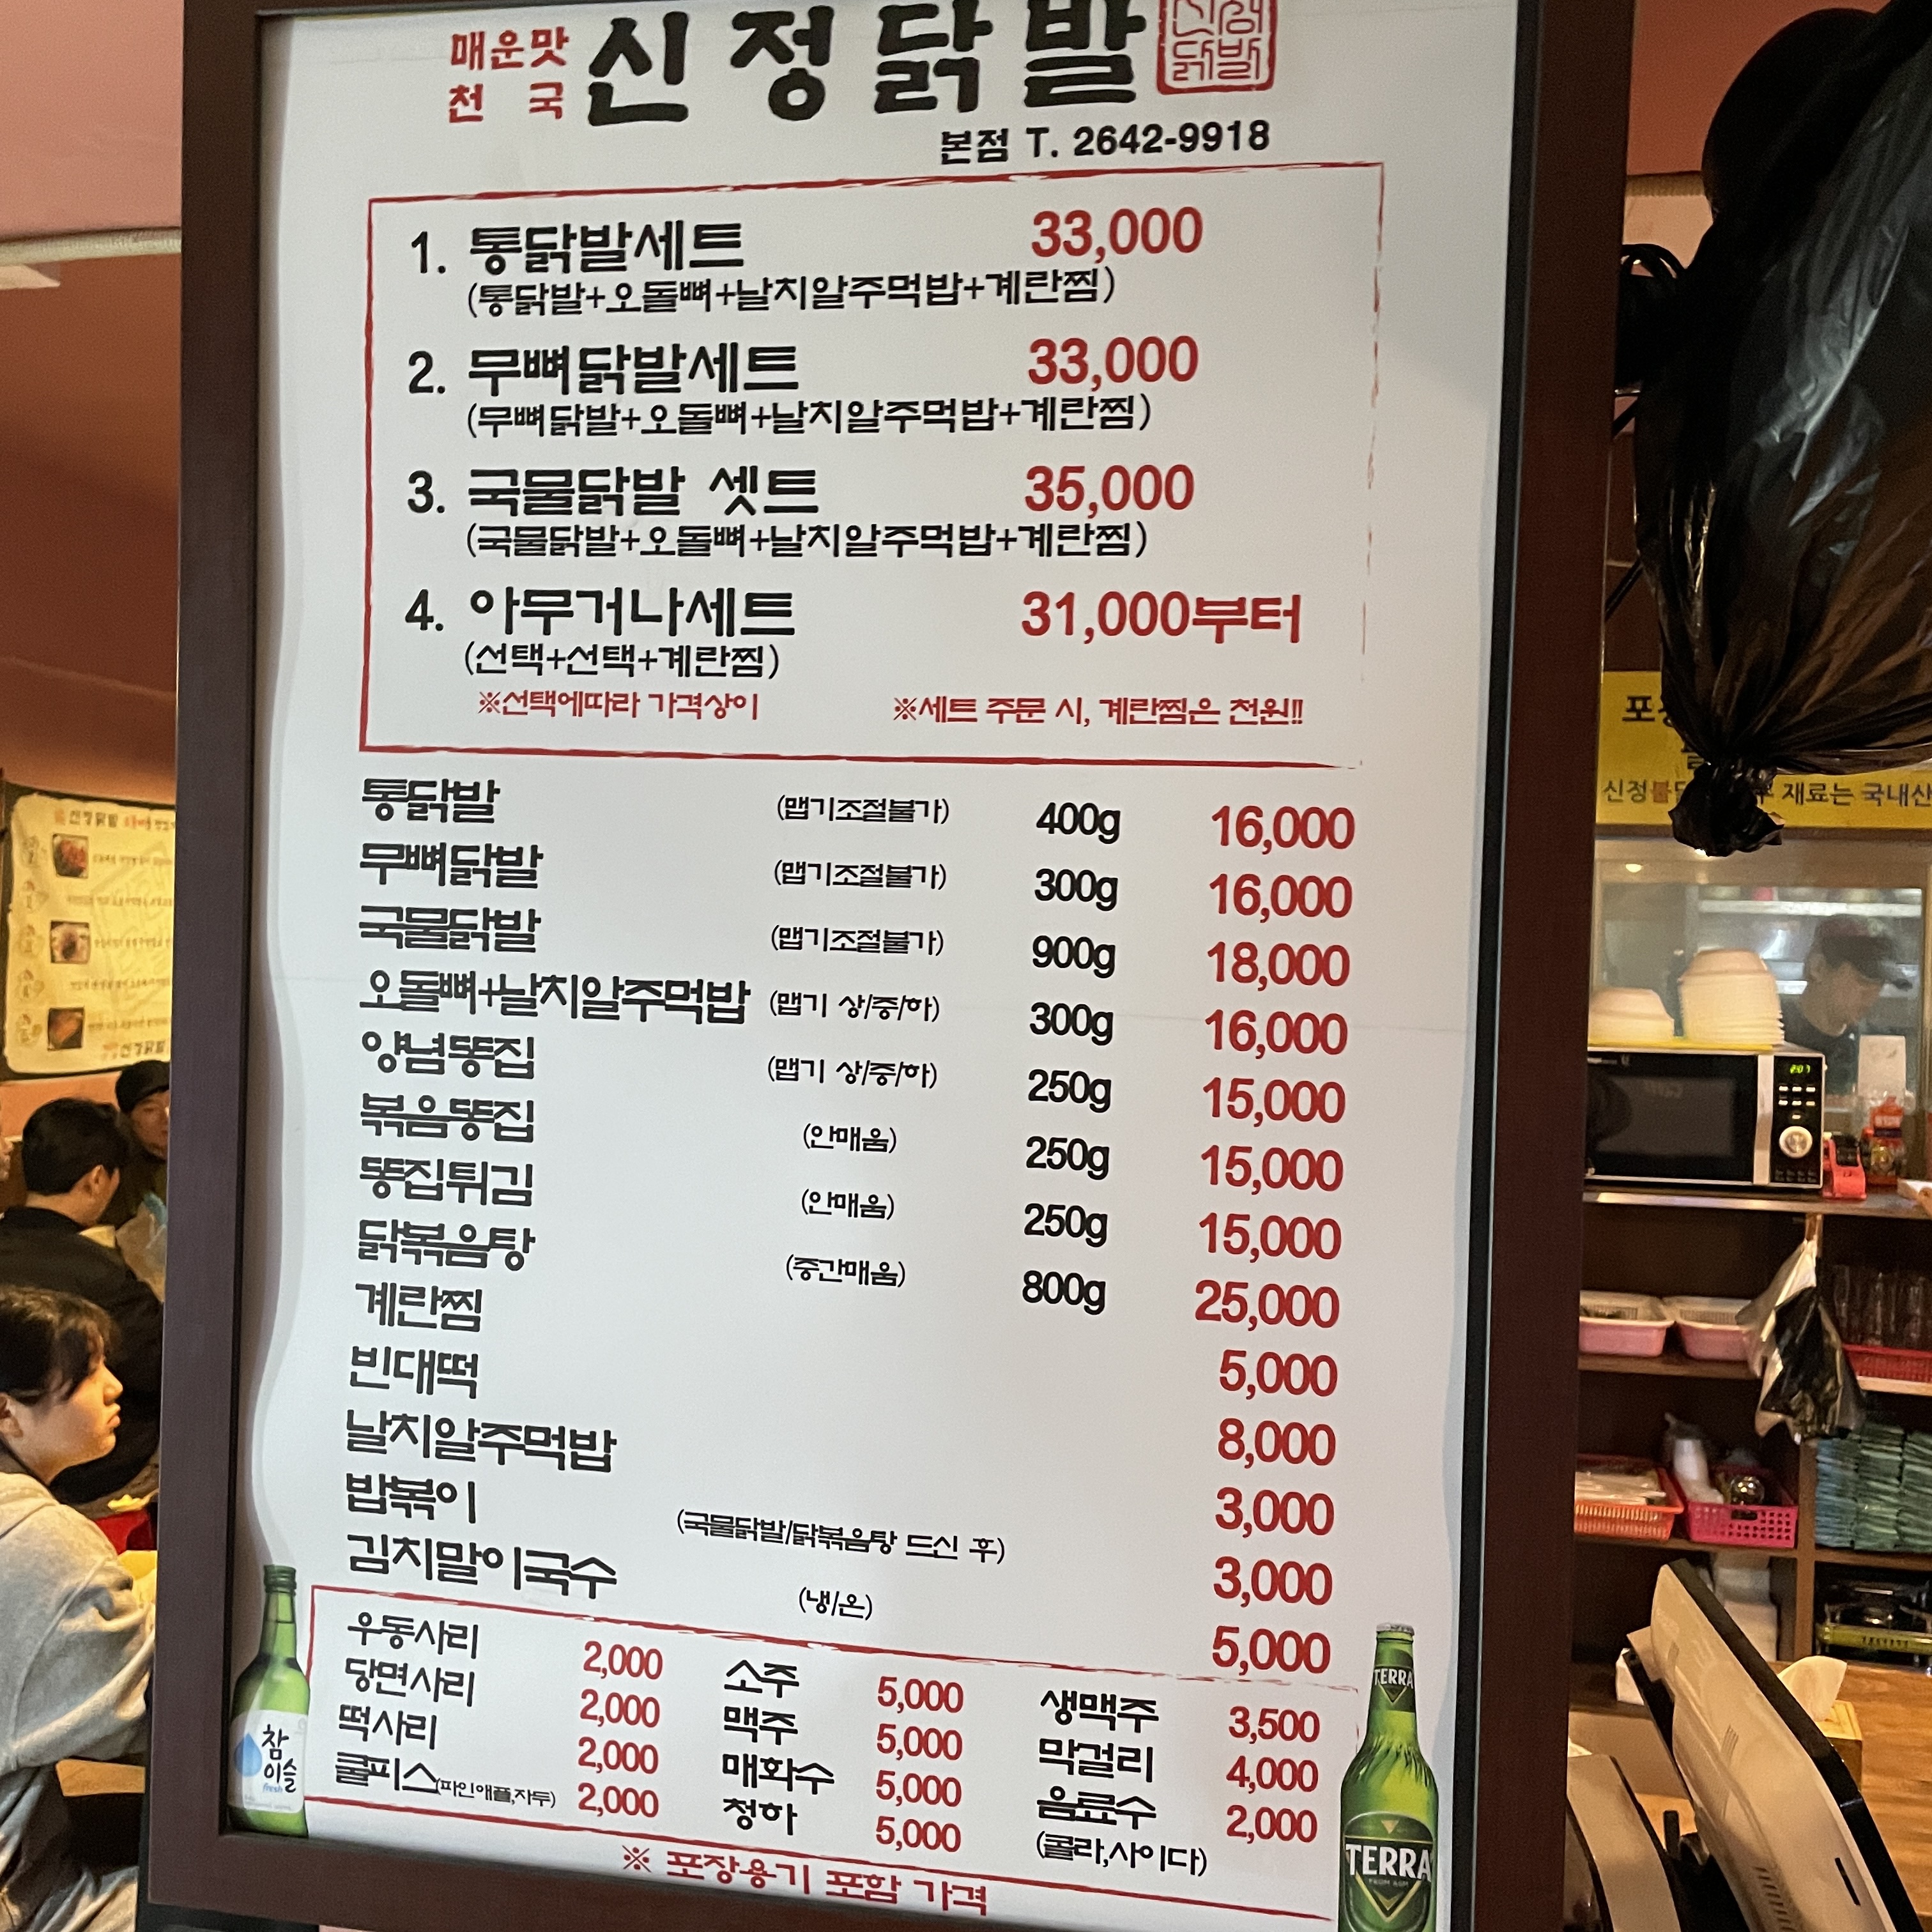 매운맛
천국
신정닭발
신정
닭발
본점 T. 2642-9918
1. 통닭발세트 33,000
(통닭발+오돌뼈+날치알주먹밥+계란찜)
2. 무뼈닭발세트 33,000
(무뼈닭발+오돌뼈+날치알주먹밥+계란찜)
3. 국물닭발 셋트 35,000
(국물닭발+오돌뼈+날치알주먹밥+계란찜)
4. 아무거나세트 31,000부터
(선택+선택+계란찜)
※선택에따라 가격상이 ※세트 주문 시, 계란찜은 천원!!
통닭발 (맵기조절불가) 400g 16,000
무뼈닭발 (맵기조절불가) 300g 16,000
국물닭발 (맵기조절불가) 900g 18,000
오돌뼈+날치알주먹밥 (맵기 상/중/하) 300g 16,000
양념똥집 (맵기 상/중/하) 250g 15,000
볶음똥집 (안매움) 250g 15,000
똥집튀김 (안매움) 250g 15,000
닭볶음탕 (중간매움) 800g 25,000
계란찜 5,000
빈대떡 8,000
날치알주먹밥 3,000
밥볶이 (국물닭발/닭볶음탕 드신 후) 3,000
김치말이국수 (냉/온) 5,000
우동사리 2,000 소주 5,000 생맥주 3,500
당면사리 2,000 맥주 5,000 막걸리 4,000
떡사리 2,000 매화수 5,000 음료수 2,000
쿨피스(파인애플,자두) 2,000 청하 5,000 (콜라,사이다)
※ 포장용기 포함 가격
참
이슬
fresh
TERRA
TERRA
신정닭발
재료는 국내산
2:07